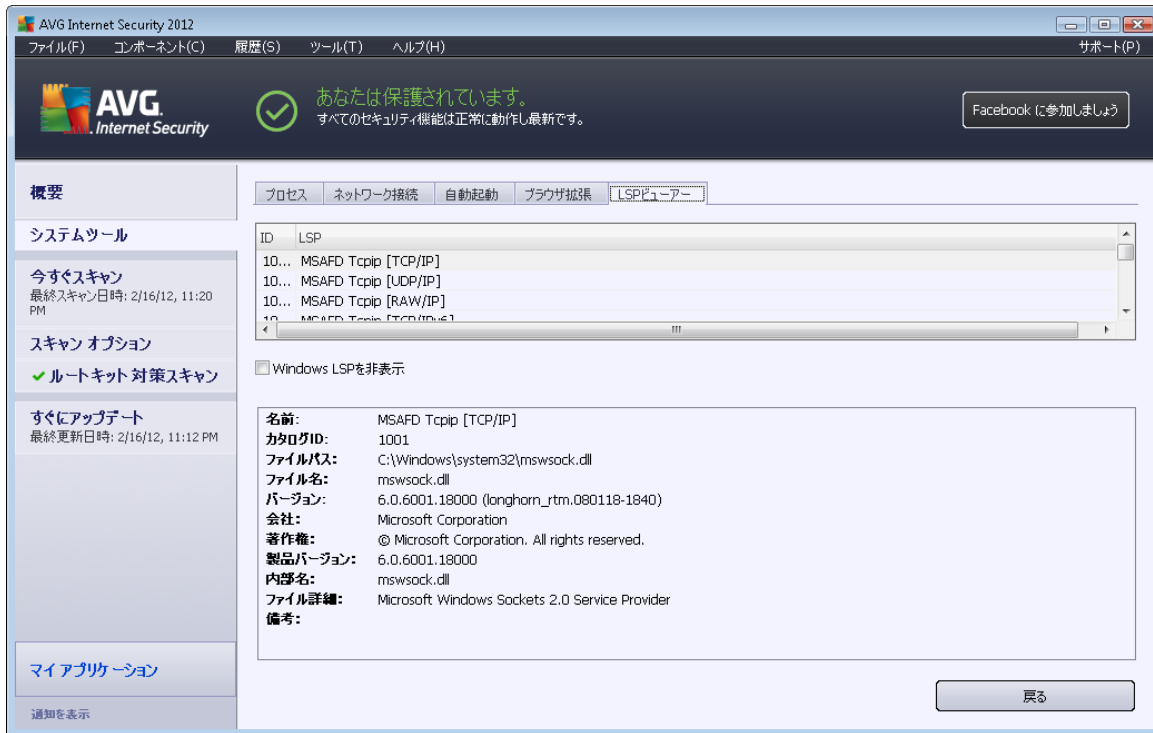 AVG Internet Security 2012
ファイル(F) コンポーネント(C) 履歴(S) ツール(T) ヘルプ(H) サポート(P)
AVG.
Internet Security
あなたは保護されています。
すべてのセキュリティ機能は正常に動作し最新です。
Facebook に参加しましょう
概要
システムツール
今すぐスキャン
最終スキャン日時: 2/16/12, 11:20
PM
スキャン オプション
ルートキット 対策スキャン
すぐにアップデート
最終更新日時: 2/16/12, 11:12 PM
マイ アプリケーション
通知を表示
プロセス ネットワーク接続 自動起動 ブラウザ拡張 LSPビューアー
ID LSP
10... MSAFD Tcpip [TCP/IP]
10... MSAFD Tcpip [UDP/IP]
10... MSAFD Tcpip [RAW/IP]
10... MSAFD Tcpip [TCP/IPv6]
Windows LSPを非表示
名前: MSAFD Tcpip [TCP/IP]
カタログID: 1001
ファイルパス: C:\Windows\system32\mswsock.dll
ファイル名: mswsock.dll
バージョン: 6.0.6001.18000 (longhorn_rtm.080118-1840)
会社: Microsoft Corporation
著作権: © Microsoft Corporation. All rights reserved.
製品バージョン: 6.0.6001.18000
内部名: mswsock.dll
ファイル詳細: Microsoft Windows Sockets 2.0 Service Provider
備考:
戻る